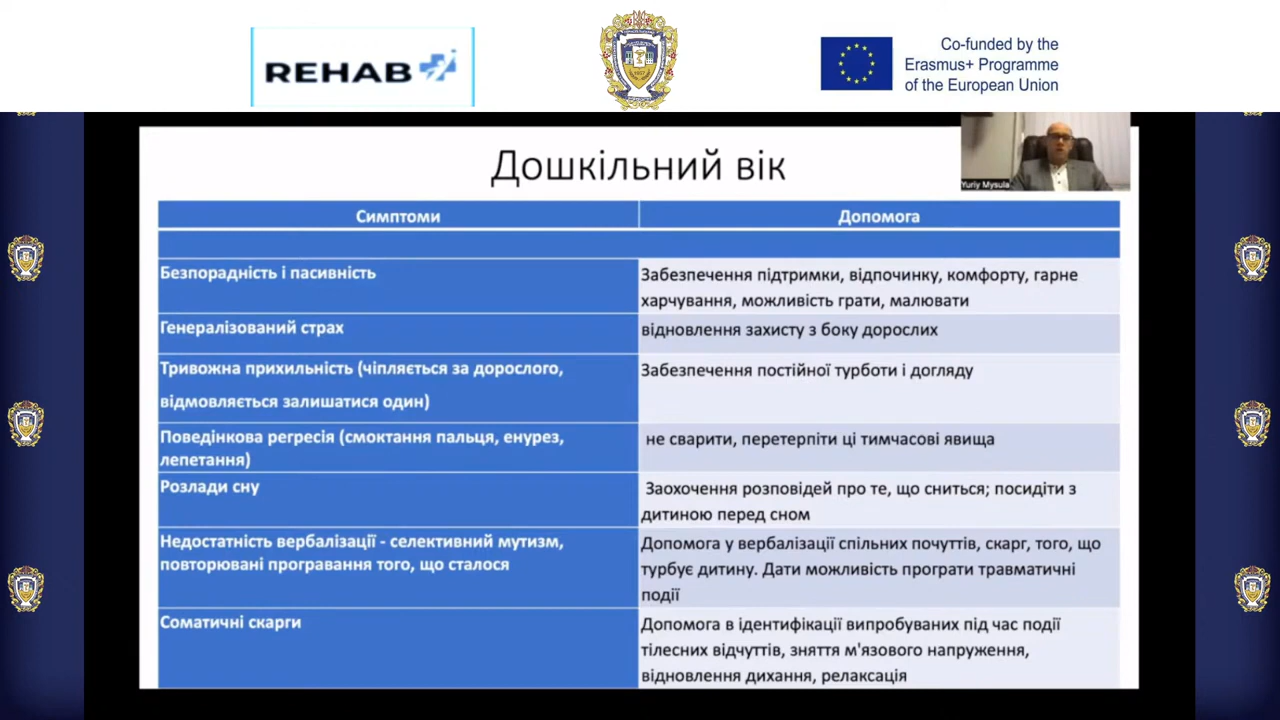 REHAB
1957
Co-funded by the
Erasmus+ Programme
of the European Union
Yuriy Mysula
Дошкільний вік
Симптоми
Допомога
Безпорадність і пасивність
Забезпечення підтримки, відпочинку, комфорту, гарне
харчування, можливість грати, малювати
Генералізований страх
відновлення захисту з боку дорослих
Тривожна прихильність (чіпляється за дорослого,
відмовляється залишатися один)
Забезпечення постійної турботи і догляду
Поведінкова регресія (смоктання пальця, енурез,
лепетання)
не сварити, перетерпіти ці тимчасові явища
Розлади сну
Заохочення розповідей про те, що сниться; посидіти з
дитиною перед сном
Недостатність вербалізації - селективний мутизм,
повторювані програвання того, що сталося
Допомога у вербалізації спільних почуттів, скарг, того, що
турбує дитину. Дати можливість програти травматичні
події
Соматичні скарги
Допомога в ідентифікації випробуваних під час події
тілесних відчуттів, зняття м'язового напруження,
відновлення дихання, релаксація